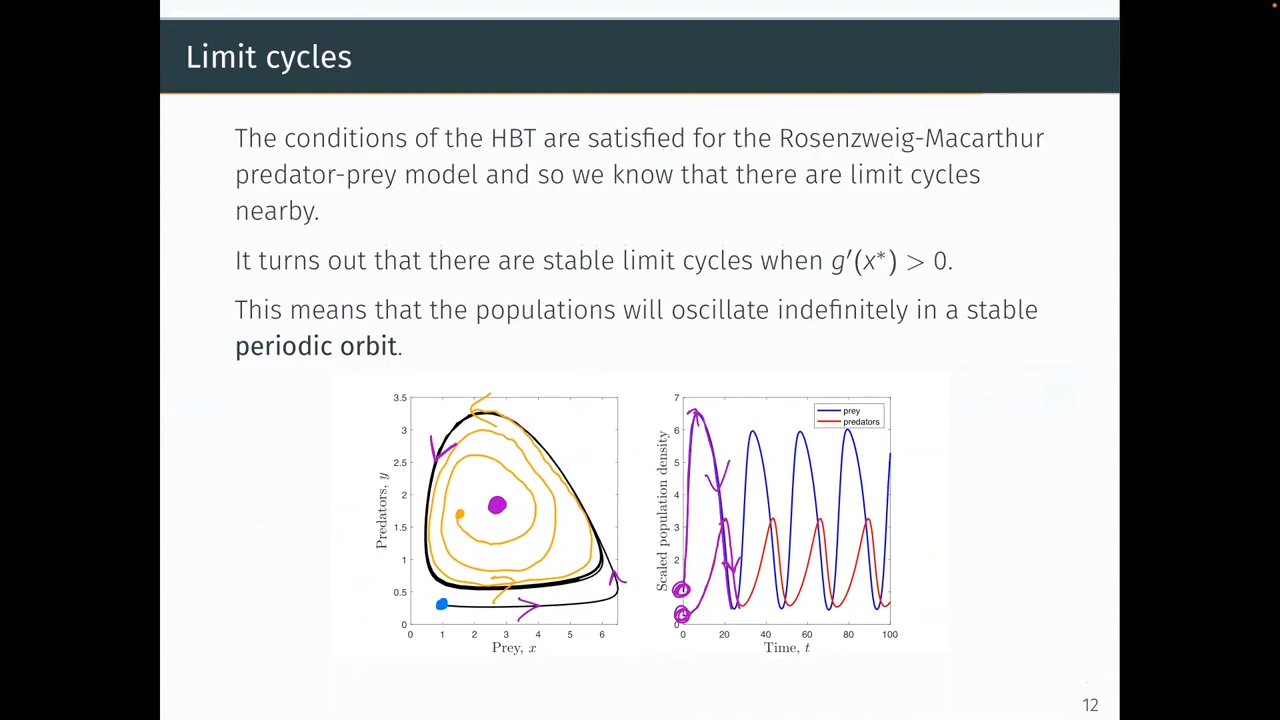 Limit cycles
The conditions of the HBT are satisfied for the Rosenzweig-Macarthur
predator-prey model and so we know that there are limit cycles
nearby.
It turns out that there are stable limit cycles when g′(x*) > 0.
This means that the populations will oscillate indefinitely in a stable
periodic orbit.
3.5
3
2.5
2
1.5
1
0.5
0
Predators, y
0 1 2 3 4 5 6
Prey, x
7
6
5
4
3
2
0
Scaled population density
prey
predators
0 20 40 60 80 100
Time, t
12